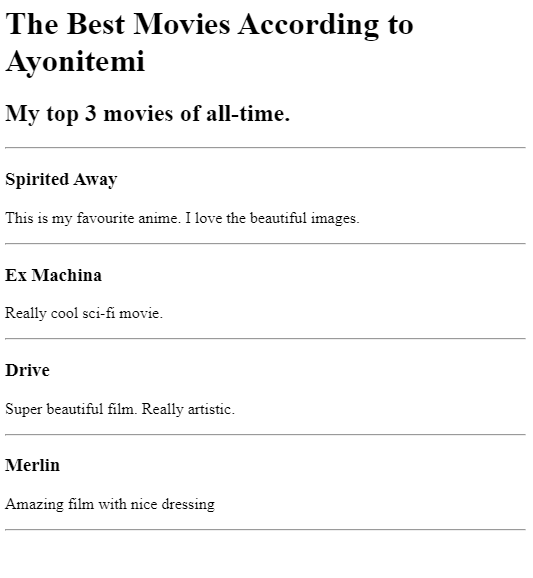 The Best Movies According to
Ayonitemi
My top 3 movies of all-time.
Spirited Away
This is my favourite anime. I love the beautiful images.
Ex Machina
Really cool sci-fi movie.
Drive
Super beautiful film. Really artistic.
Merlin
Amazing film with nice dressing